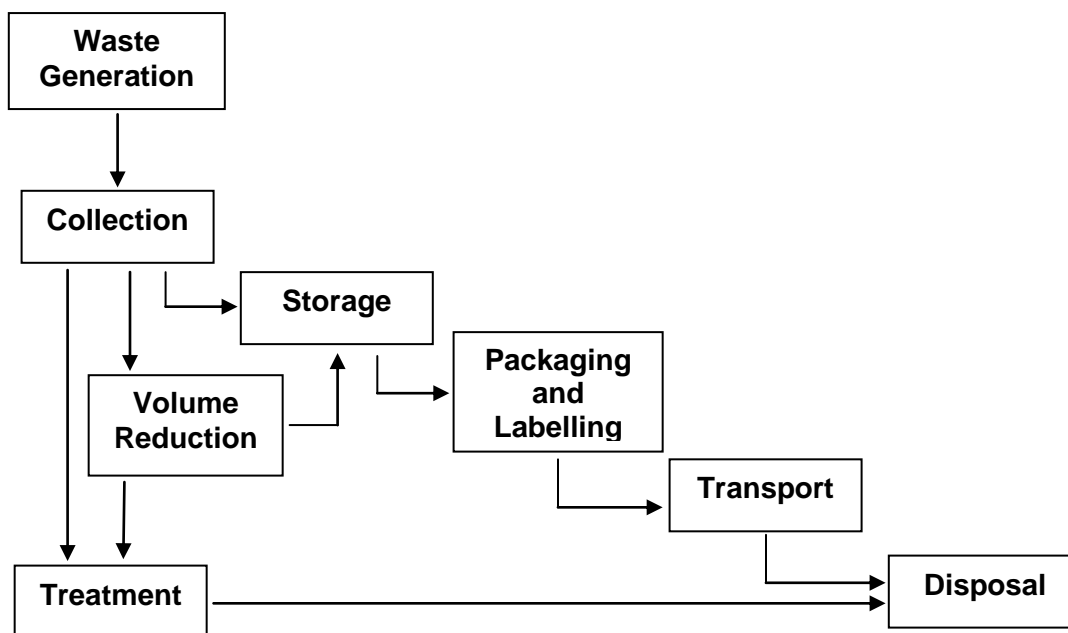 Waste
Generation
Collection
Storage
Packaging
and
Labelling
Volume
Reduction
Transport
Treatment
Disposal